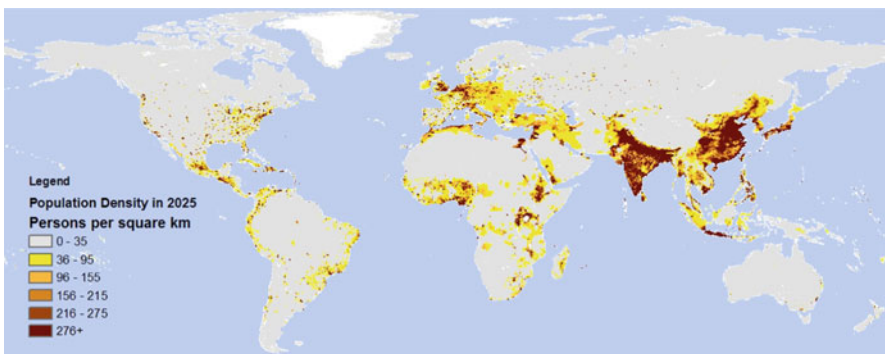 Legend
Population Density in 2025
Persons per square km
0 - 35
36 - 95
96 - 155
156 - 215
216 - 275
276+